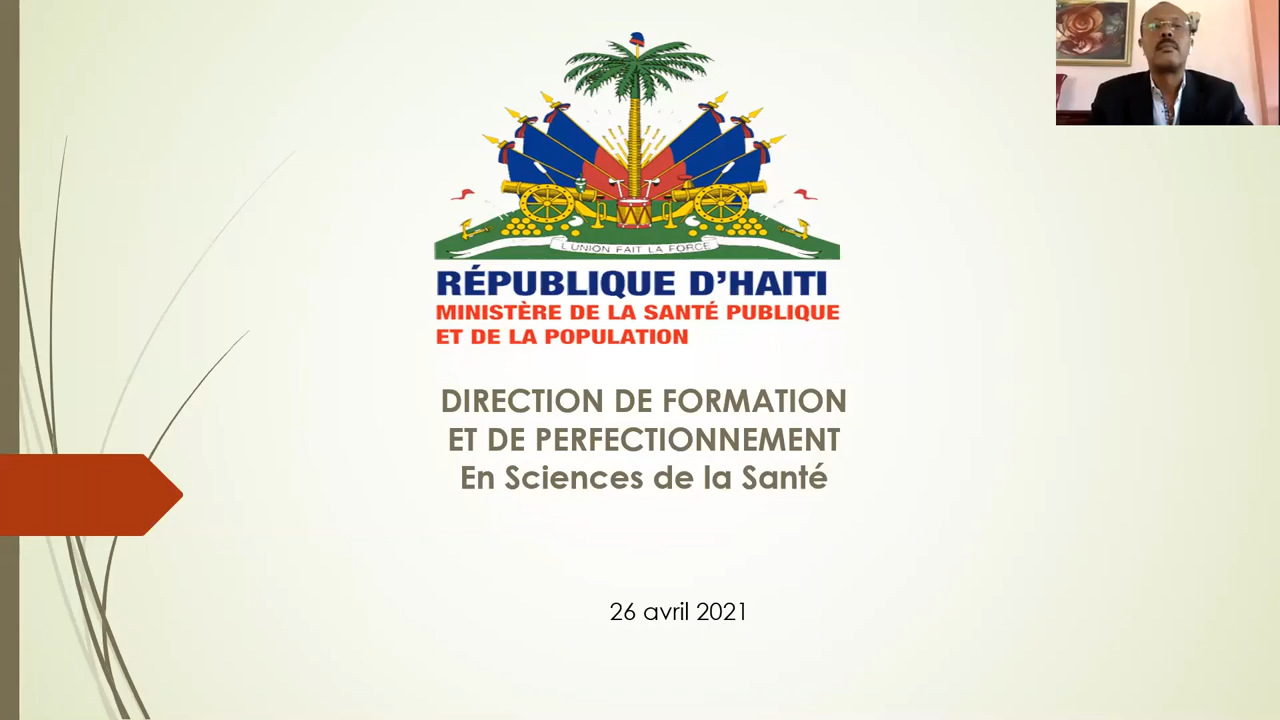 L'UNION FAIT LA FORCE
RÉPUBLIQUE D'HAITI
MINISTÈRE DE LA SANTÉ PUBLIQUE
ET DE LA POPULATION
DIRECTION DE FORMATION
ET DE PERFECTIONNEMENT
En Sciences de la Santé
26 avril 2021